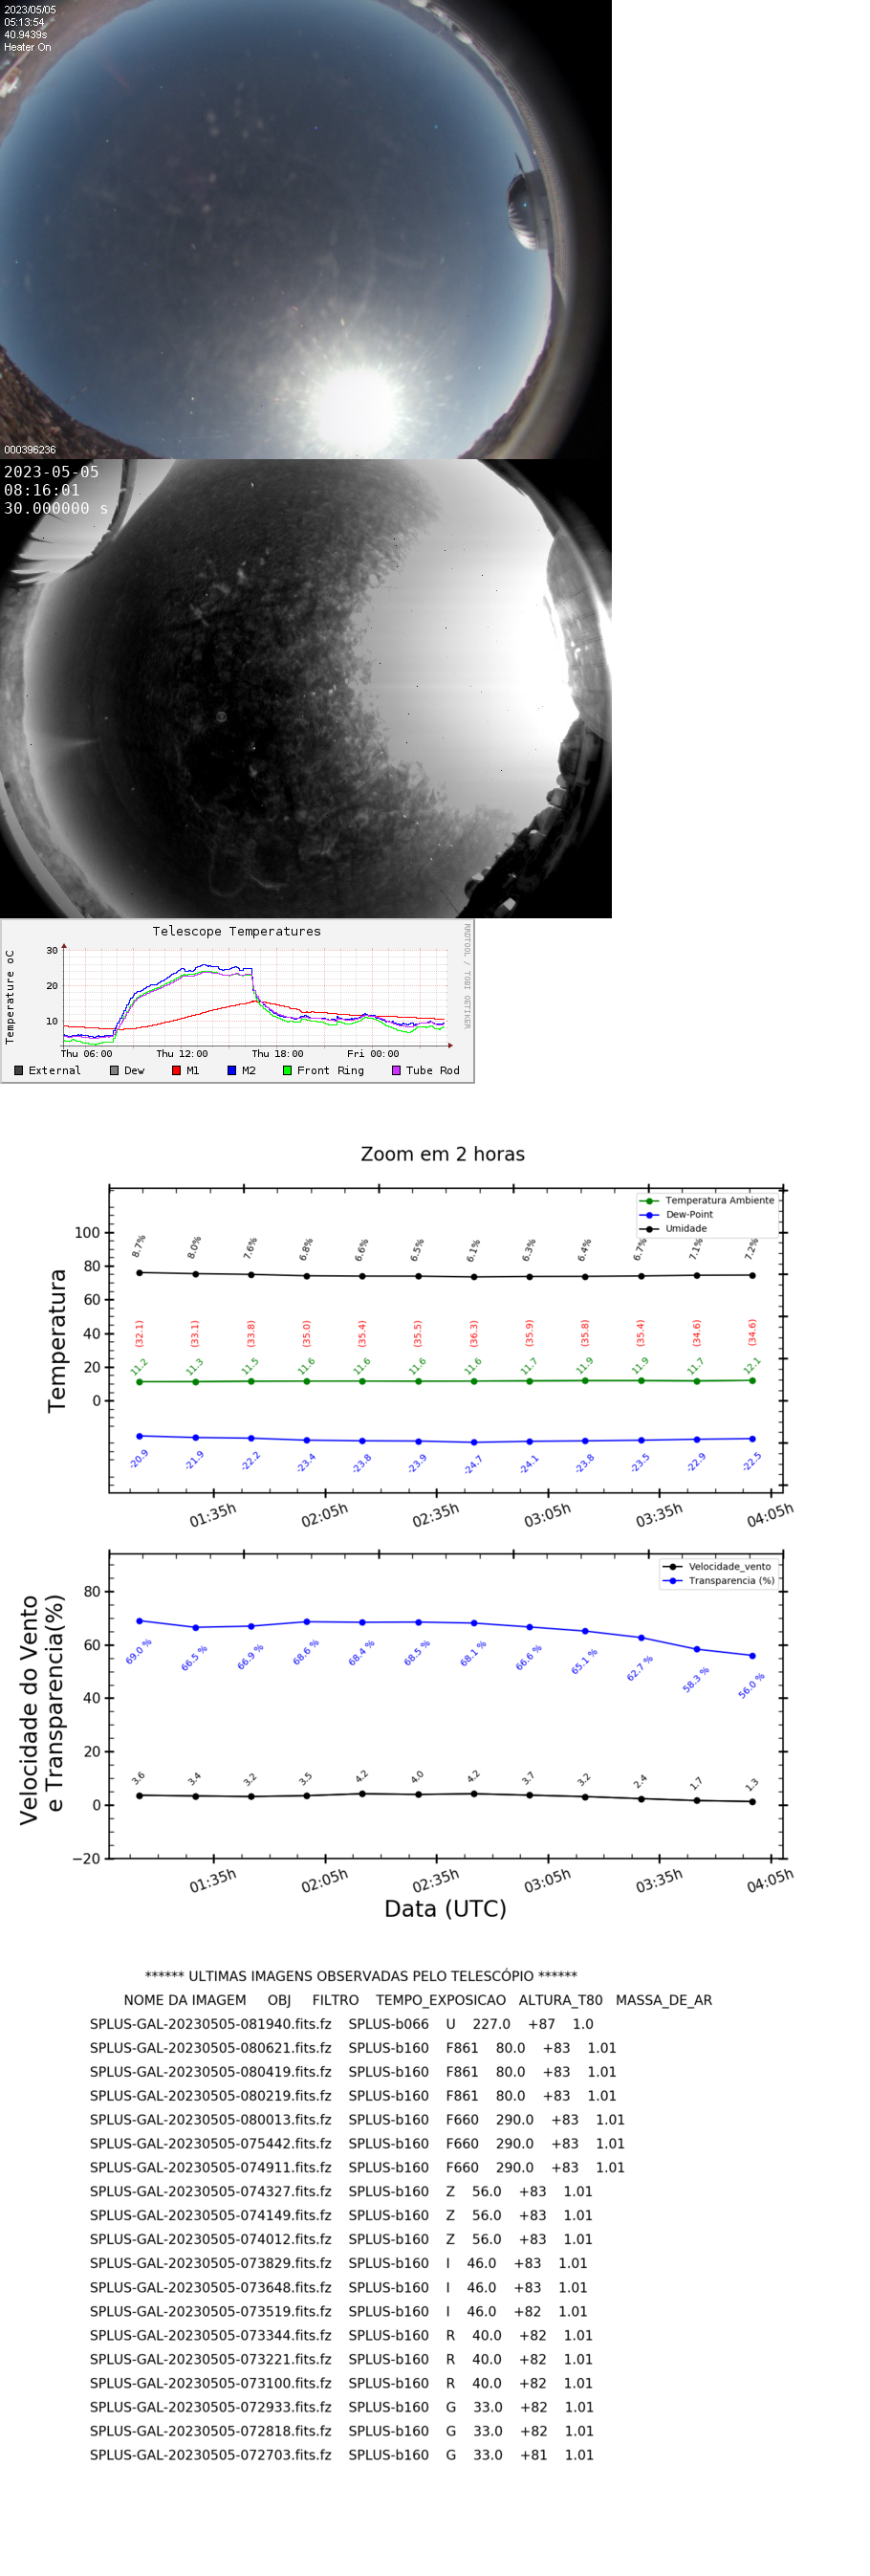 2023/05/05
05:13:54
40.9439s
Heater On
000396236
2023-05-05
08:16:01
30.000000 s
Telescope Temperatures
RRDTOOL / TOBI OETIKER
Temperature oC
30
20
10
Thu 06:00 Thu 12:00 Thu 18:00 Fri 00:00
External Dew M1 M2 Front Ring Tube Rod
Zoom em 2 horas
Temperatura Ambiente
Dew-Point
Umidade
Temperatura
100
80
60
40
20
0
8.7% 8.0% 7.6% 6.8% 6.6% 6.5% 6.1% 6.3% 6.4% 6.7% 7.1% 7.2%
(32.1) (33.1) (33.8) (35.0) (35.4) (35.5) (36.3) (35.9) (35.8) (35.4) (34.6) (34.6)
11.2 11.3 11.5 11.6 11.6 11.6 11.6 11.7 11.9 11.9 11.7 12.1
-20.9 -21.9 -22.2 -23.4 -23.8 -23.9 -24.7 -24.1 -23.8 -23.5 -22.9 -22.5
01:35h 02:05h 02:35h 03:05h 03:35h 04:05h
Velocidade_vento
Transparencia (%)
Velocidade do Vento
e Transparencia(%)
80
60
40
20
0
−20
69.0 % 66.5 % 66.9 % 68.6 % 68.4 % 68.5 % 68.1 % 66.6 % 65.1 % 62.7 % 58.3 % 56.0 %
3.6 3.4 3.2 3.5 4.2 4.0 4.2 3.7 3.2 2.4 1.7 1.3
01:35h 02:05h 02:35h 03:05h 03:35h 04:05h
Data (UTC)
****** ULTIMAS IMAGENS OBSERVADAS PELO TELESCÓPIO ******
NOME DA IMAGEM OBJ FILTRO TEMPO_EXPOSICAO ALTURA_T80 MASSA_DE_AR
SPLUS-GAL-20230505-081940.fits.fz SPLUS-b066 U 227.0 +87 1.0
SPLUS-GAL-20230505-080621.fits.fz SPLUS-b160 F861 80.0 +83 1.01
SPLUS-GAL-20230505-080419.fits.fz SPLUS-b160 F861 80.0 +83 1.01
SPLUS-GAL-20230505-080219.fits.fz SPLUS-b160 F861 80.0 +83 1.01
SPLUS-GAL-20230505-080013.fits.fz SPLUS-b160 F660 290.0 +83 1.01
SPLUS-GAL-20230505-075442.fits.fz SPLUS-b160 F660 290.0 +83 1.01
SPLUS-GAL-20230505-074911.fits.fz SPLUS-b160 F660 290.0 +83 1.01
SPLUS-GAL-20230505-074327.fits.fz SPLUS-b160 Z 56.0 +83 1.01
SPLUS-GAL-20230505-074149.fits.fz SPLUS-b160 Z 56.0 +83 1.01
SPLUS-GAL-20230505-074012.fits.fz SPLUS-b160 Z 56.0 +83 1.01
SPLUS-GAL-20230505-073829.fits.fz SPLUS-b160 I 46.0 +83 1.01
SPLUS-GAL-20230505-073648.fits.fz SPLUS-b160 I 46.0 +83 1.01
SPLUS-GAL-20230505-073519.fits.fz SPLUS-b160 I 46.0 +82 1.01
SPLUS-GAL-20230505-073344.fits.fz SPLUS-b160 R 40.0 +82 1.01
SPLUS-GAL-20230505-073221.fits.fz SPLUS-b160 R 40.0 +82 1.01
SPLUS-GAL-20230505-073100.fits.fz SPLUS-b160 R 40.0 +82 1.01
SPLUS-GAL-20230505-072933.fits.fz SPLUS-b160 G 33.0 +82 1.01
SPLUS-GAL-20230505-072818.fits.fz SPLUS-b160 G 33.0 +82 1.01
SPLUS-GAL-20230505-072703.fits.fz SPLUS-b160 G 33.0 +81 1.01